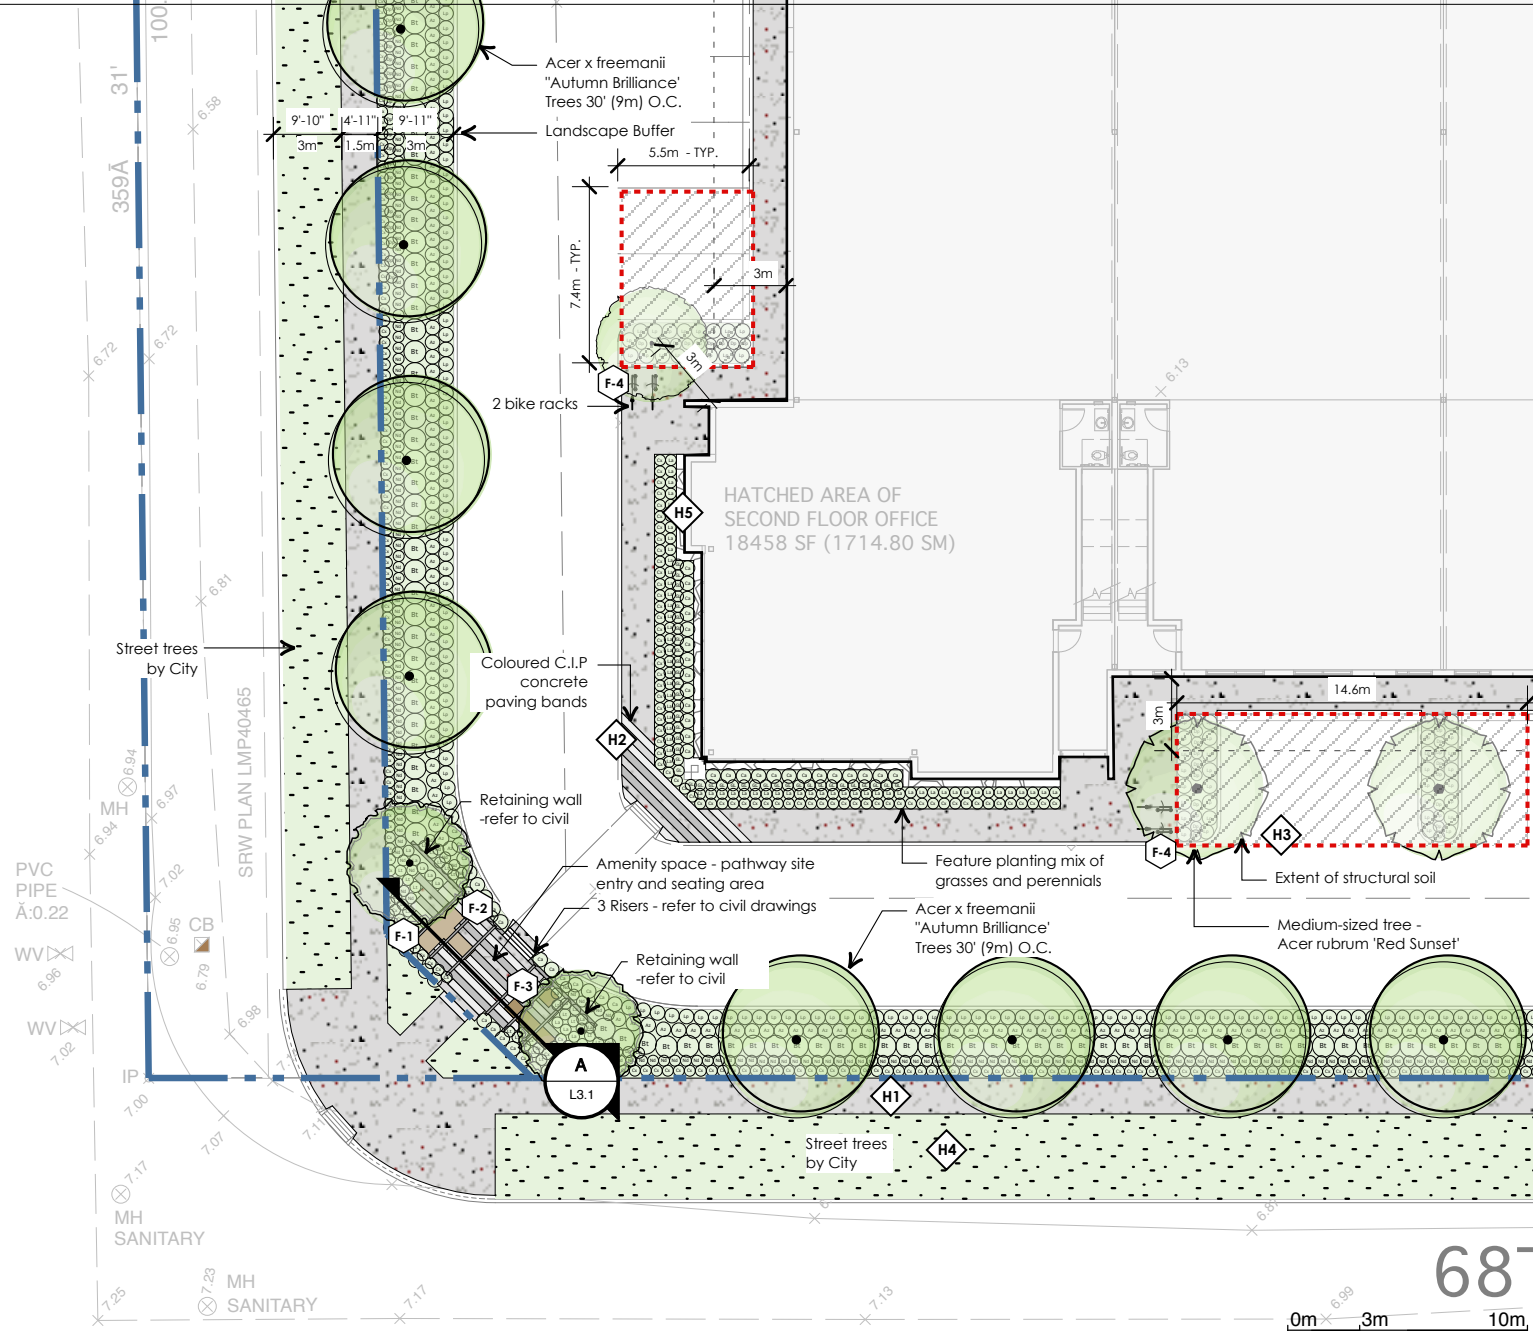 100.
31'
359Ā
6.58
Acer x freemanii
"Autumn Brilliance'
Trees 30' (9m) O.C.
9'-10"
4'-11"
9'-11"
Landscape Buffer
3m
1.5m
3m
5.5m - TYP.
7.4m - TYP.
3m
3m
6.72
6.72
6.13
F-4
2 bike racks
HATCHED AREA OF
SECOND FLOOR OFFICE
18458 SF (1714.80 SM)
H5
6.81
Street trees
by City
SRW PLAN LMP40465
Coloured C.I.P
concrete
paving bands
H2
14.6m
3m
6.94
MH
6.97
6.94
Retaining wall
-refer to civil
PVC
PIPE
Ā:0.22
7.02
Amenity space - pathway site
entry and seating area
3 Risers - refer to civil drawings
Feature planting mix of
grasses and perennials
F-4
H3
Extent of structural soil
Acer x freemanii
"Autumn Brilliance'
Trees 30' (9m) O.C.
Medium-sized tree -
Acer rubrum 'Red Sunset'
F-2
F-1
F-3
CB
6.95
WV
6.96
6.79
Retaining wall
-refer to civil
WV
7.02
6.98
IP
7.00
A
L3.1
H1
7.07
7.11
Street trees
by City
H4
7.17
MH
SANITARY
7.23
MH
SANITARY
7.25
7.17
7.13
6.99
68
0m
3m
10m